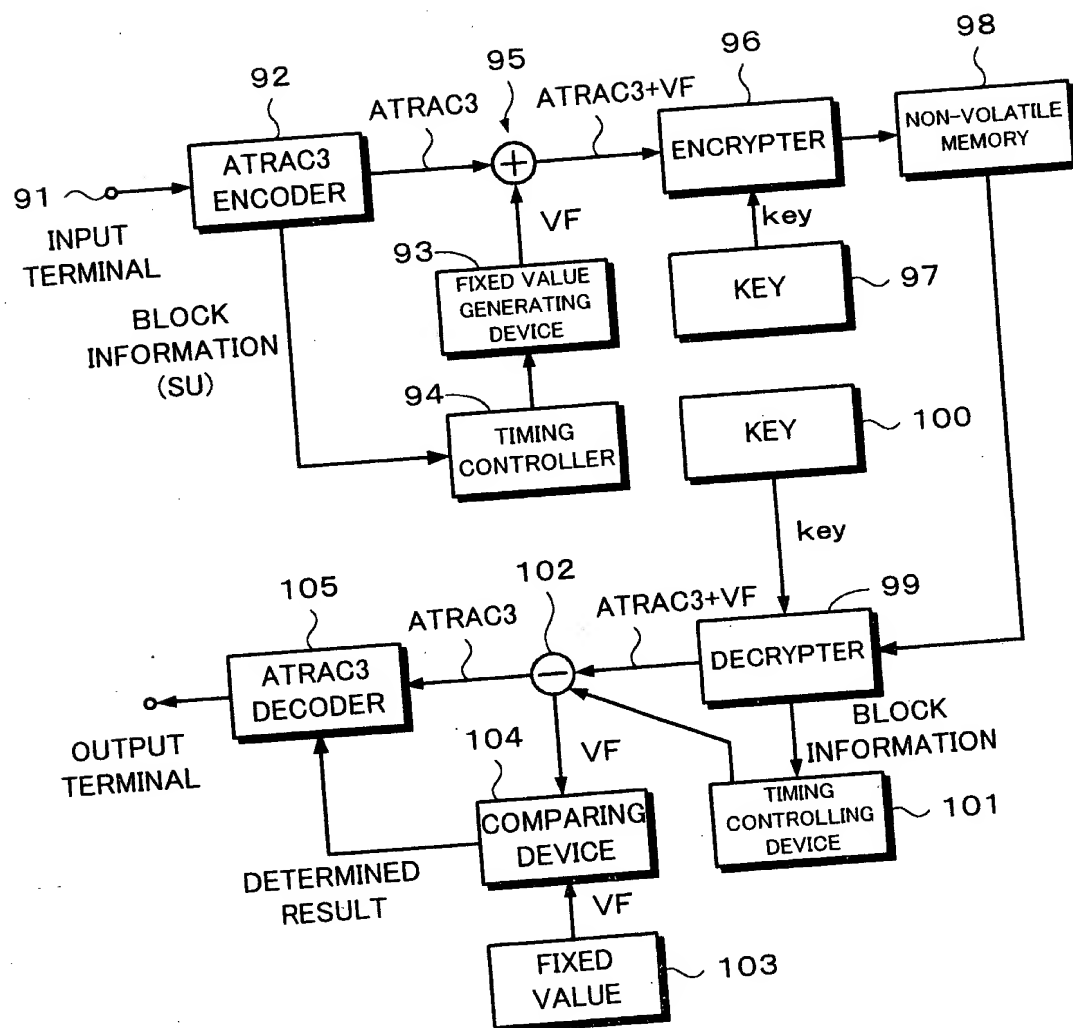 92
ATRAC3
ENCODER
91
INPUT
TERMINAL
BLOCK
INFORMATION
(SU)
ATRAC3
95
ATRAC3+VF
VF
93
FIXED VALUE
GENERATING
DEVICE
94
TIMING
CONTROLLER
96
ENCRYPTER
key
KEY
97
98
NON-VOLATILE
MEMORY
KEY
100
key
99
DECRYPTER
ATRAC3+VF
102
ATRAC3
105
ATRAC3
DECODER
OUTPUT
TERMINAL
BLOCK
INFORMATION
TIMING
CONTROLLING
DEVICE
101
VF
104
COMPARING
DEVICE
DETERMINED
RESULT
VF
FIXED
VALUE
103